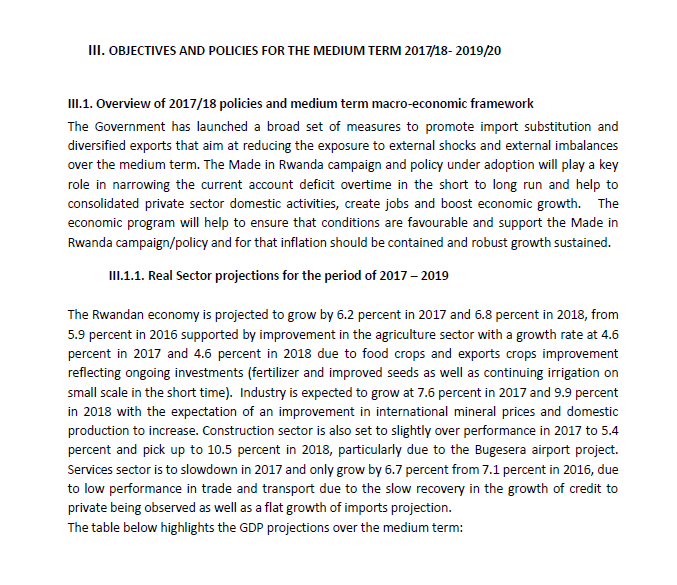 III. OBJECTIVES AND POLICIES FOR THE MEDIUM TERM 2017/18- 2019/20
III.1. Overview of 2017/18 policies and medium term macro-economic framework
The Government has launched a broad set of measures to promote import substitution and
diversified exports that aim at reducing the exposure to external shocks and external imbalances
over the medium term. The Made in Rwanda campaign and policy under adoption will play a key
role in narrowing the current account deficit overtime in the short to long run and help to
consolidated private sector domestic activities, create jobs and boost economic growth. The
economic program will help to ensure that conditions are favourable and support the Made in
Rwanda campaign/policy and for that inflation should be contained and robust growth sustained.
III.1.1. Real Sector projections for the period of 2017 – 2019
The Rwandan economy is projected to grow by 6.2 percent in 2017 and 6.8 percent in 2018, from
5.9 percent in 2016 supported by improvement in the agriculture sector with a growth rate at 4.6
percent in 2017 and 4.6 percent in 2018 due to food crops and exports crops improvement
reflecting ongoing investments (fertilizer and improved seeds as well as continuing irrigation on
small scale in the short time). Industry is expected to grow at 7.6 percent in 2017 and 9.9 percent
in 2018 with the expectation of an improvement in international mineral prices and domestic
production to increase. Construction sector is also set to slightly over performance in 2017 to 5.4
percent and pick up to 10.5 percent in 2018, particularly due to the Bugesera airport project.
Services sector is to slowdown in 2017 and only grow by 6.7 percent from 7.1 percent in 2016, due
to low performance in trade and transport due to the slow recovery in the growth of credit to
private being observed as well as a flat growth of imports projection.
The table below highlights the GDP projections over the medium term: